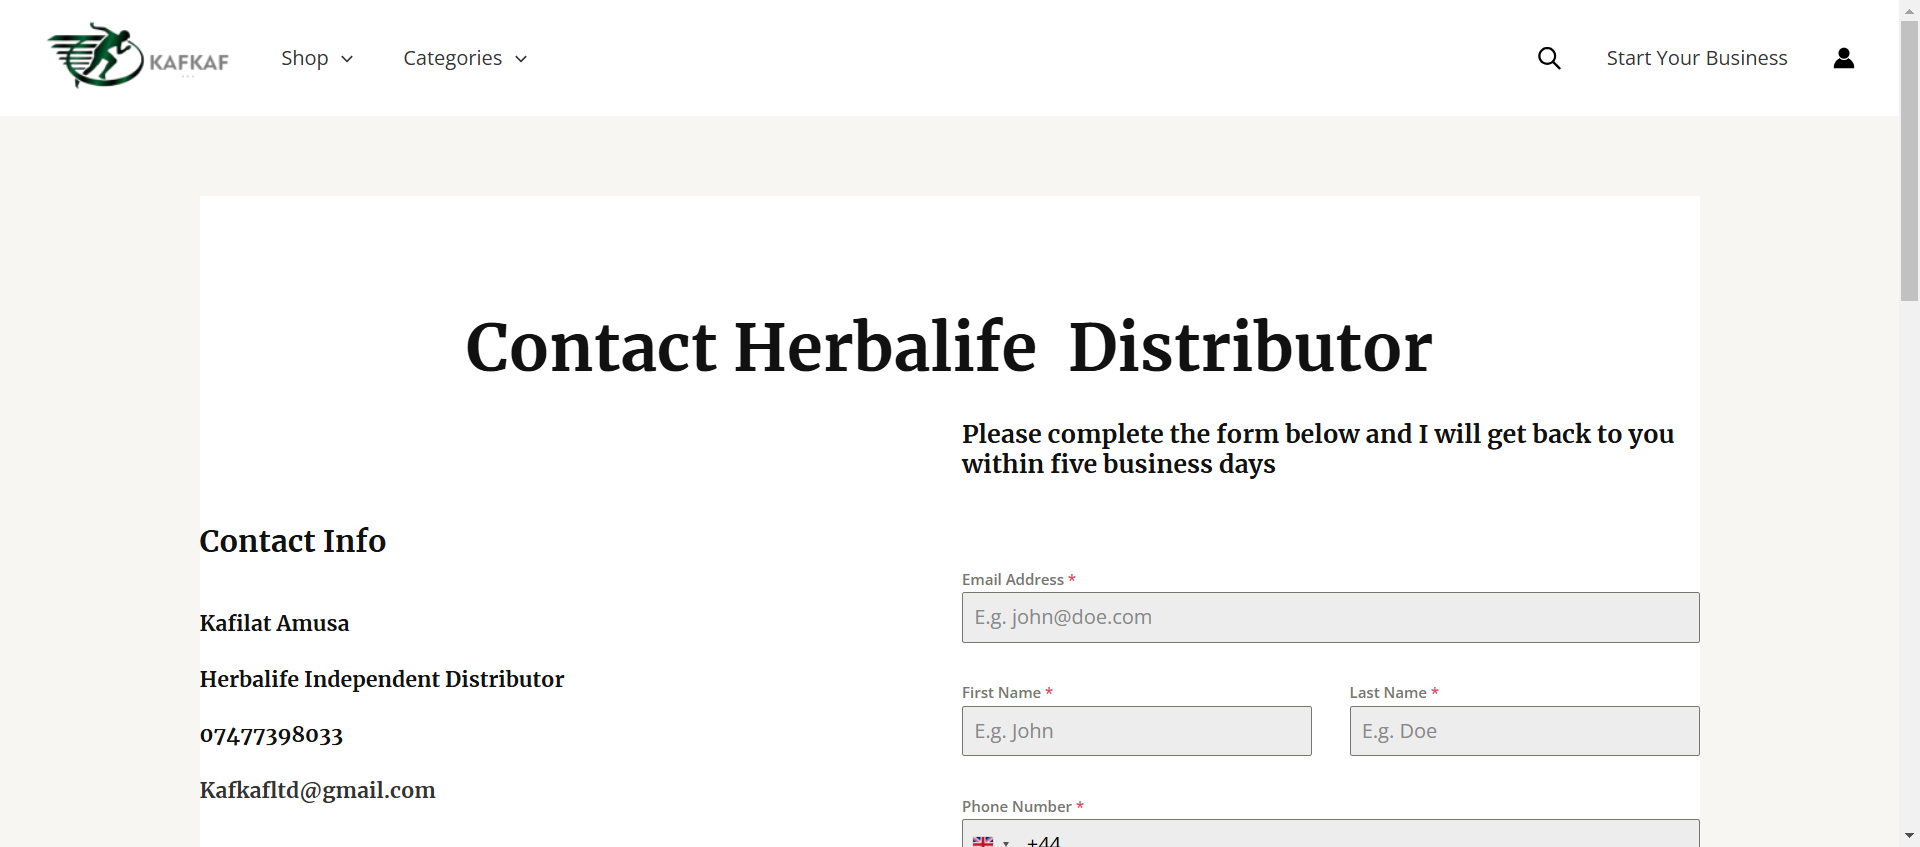 KAFKAF
Shop
Categories
Start Your Business
Contact Herbalife Distributor
Please complete the form below and I will get back to you
within five business days
Contact Info
Kafilat Amusa
Herbalife Independent Distributor
07477398033
Kafkafltd@gmail.com
Email Address *
E.g. john@doe.com
First Name *
Last Name *
E.g. John
E.g. Doe
Phone Number *
+44